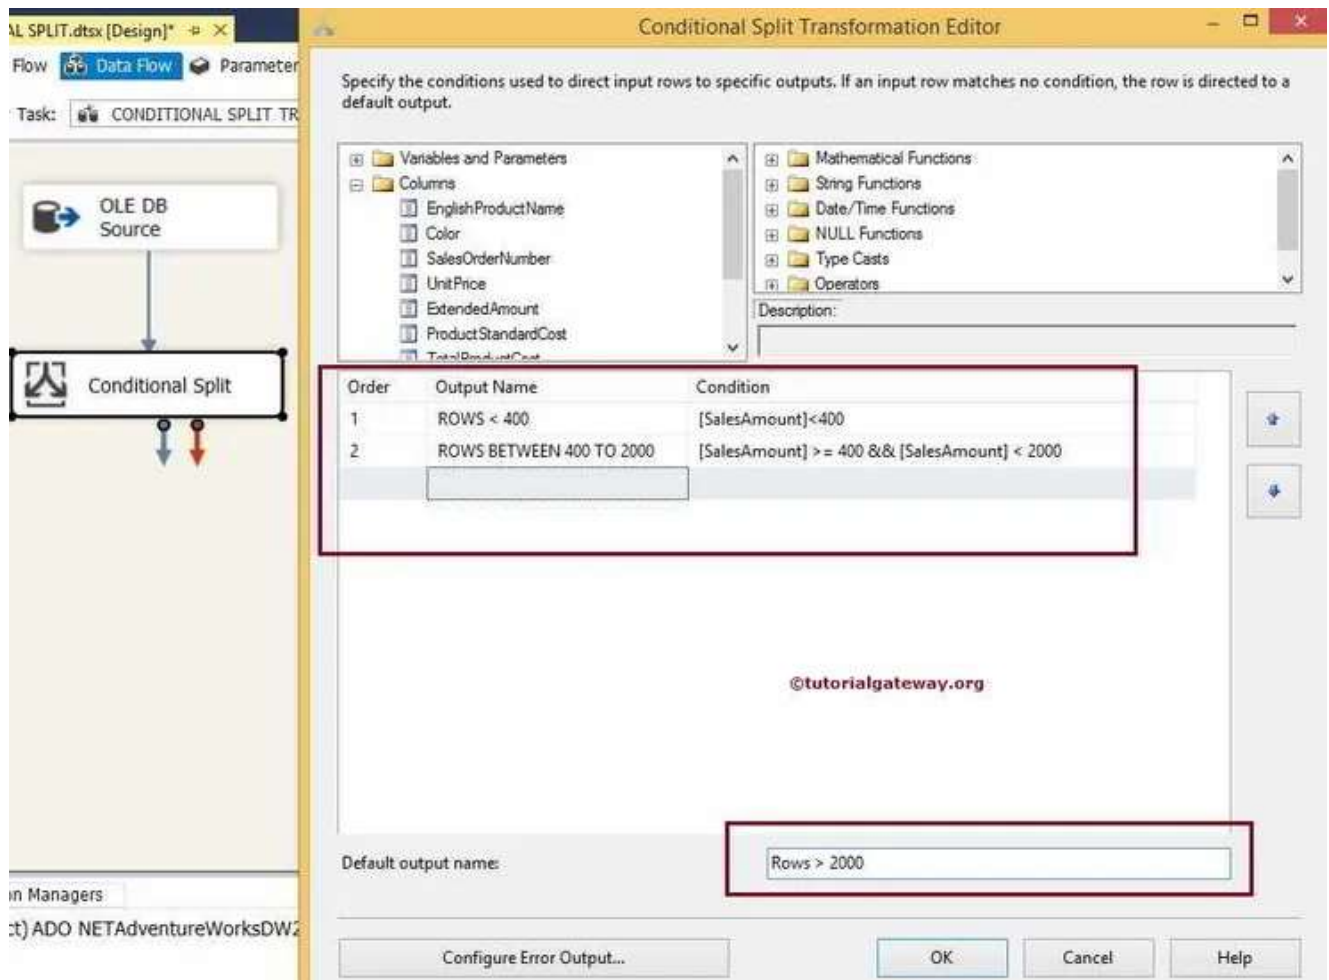 AL SPLIT.dtsx [Design]*
Conditional Split Transformation Editor
Flow Data Flow Parameter
Task: CONDITIONAL SPLIT TR
OLE DB
Source
Conditional Split
on Managers
ct) ADO NETAdventureWorksDW2
Specify the conditions used to direct input rows to specific outputs. If an input row matches no condition, the row is directed to a
default output.
Variables and Parameters
Columns
EnglishProductName
Color
SalesOrderNumber
UnitPrice
ExtendedAmount
ProductStandardCost
TotalProductCost
Mathematical Functions
String Functions
Date/Time Functions
NULL Functions
Type Casts
Operators
Description:
Order Output Name Condition
1 ROWS < 400 [SalesAmount]<400
2 ROWS BETWEEN 400 TO 2000 [SalesAmount] >= 400 && [SalesAmount] < 2000
©tutorialgateway.org
Default output name: Rows > 2000
Configure Error Output... OK Cancel Help